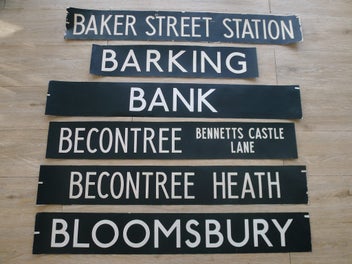 BAKER STREET STATION
BARKING
BANK
BECONTREE BENNETTS CASTLE
LANE
BECONTREE HEATH
BLOOMSBURY